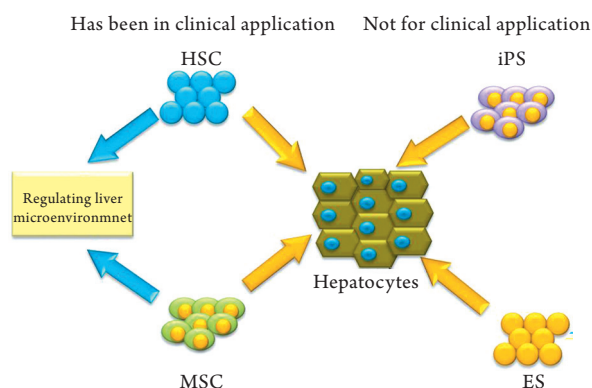 Has been in clinical application
Not for clinical application
HSC
iPS
Regulating liver
microenvironmnet
Hepatocytes
MSC
ES